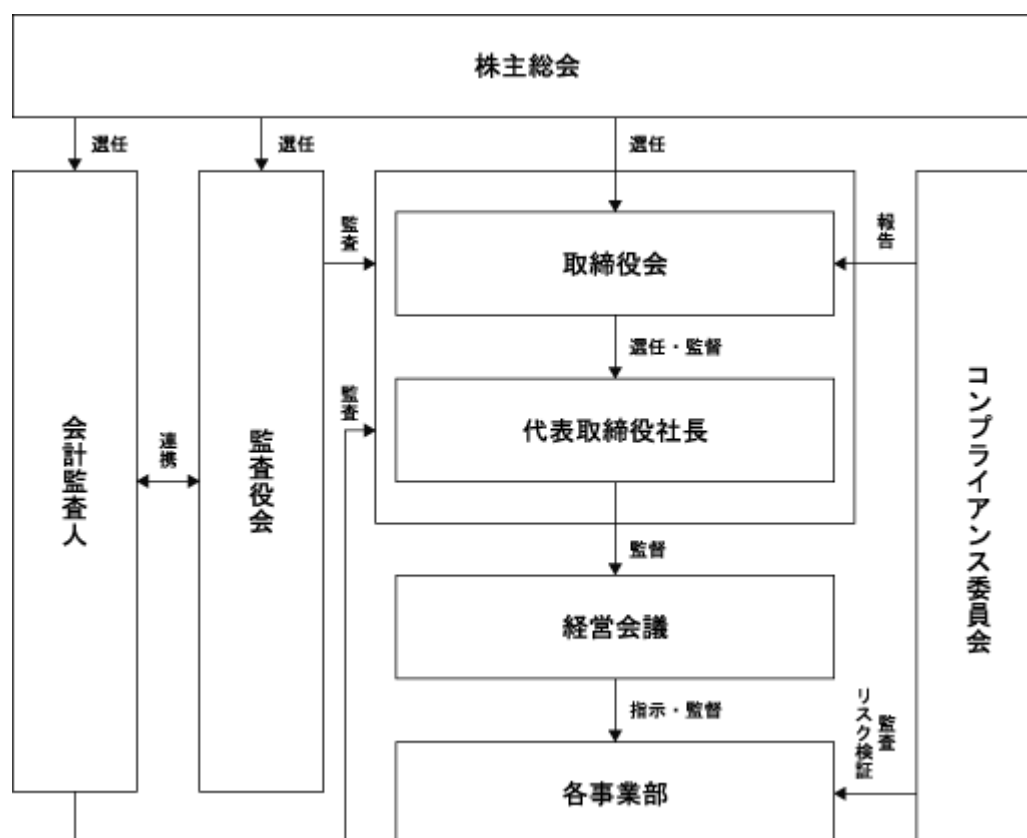 株主総会
選任
選任
選任
監査
取締役会
報告
選任・監督
監査
代表取締役社長
会計監査人
連携
監査役会
コンプライアンス委員会
監督
経営会議
指示・監督
監査
リスク検証
各事業部